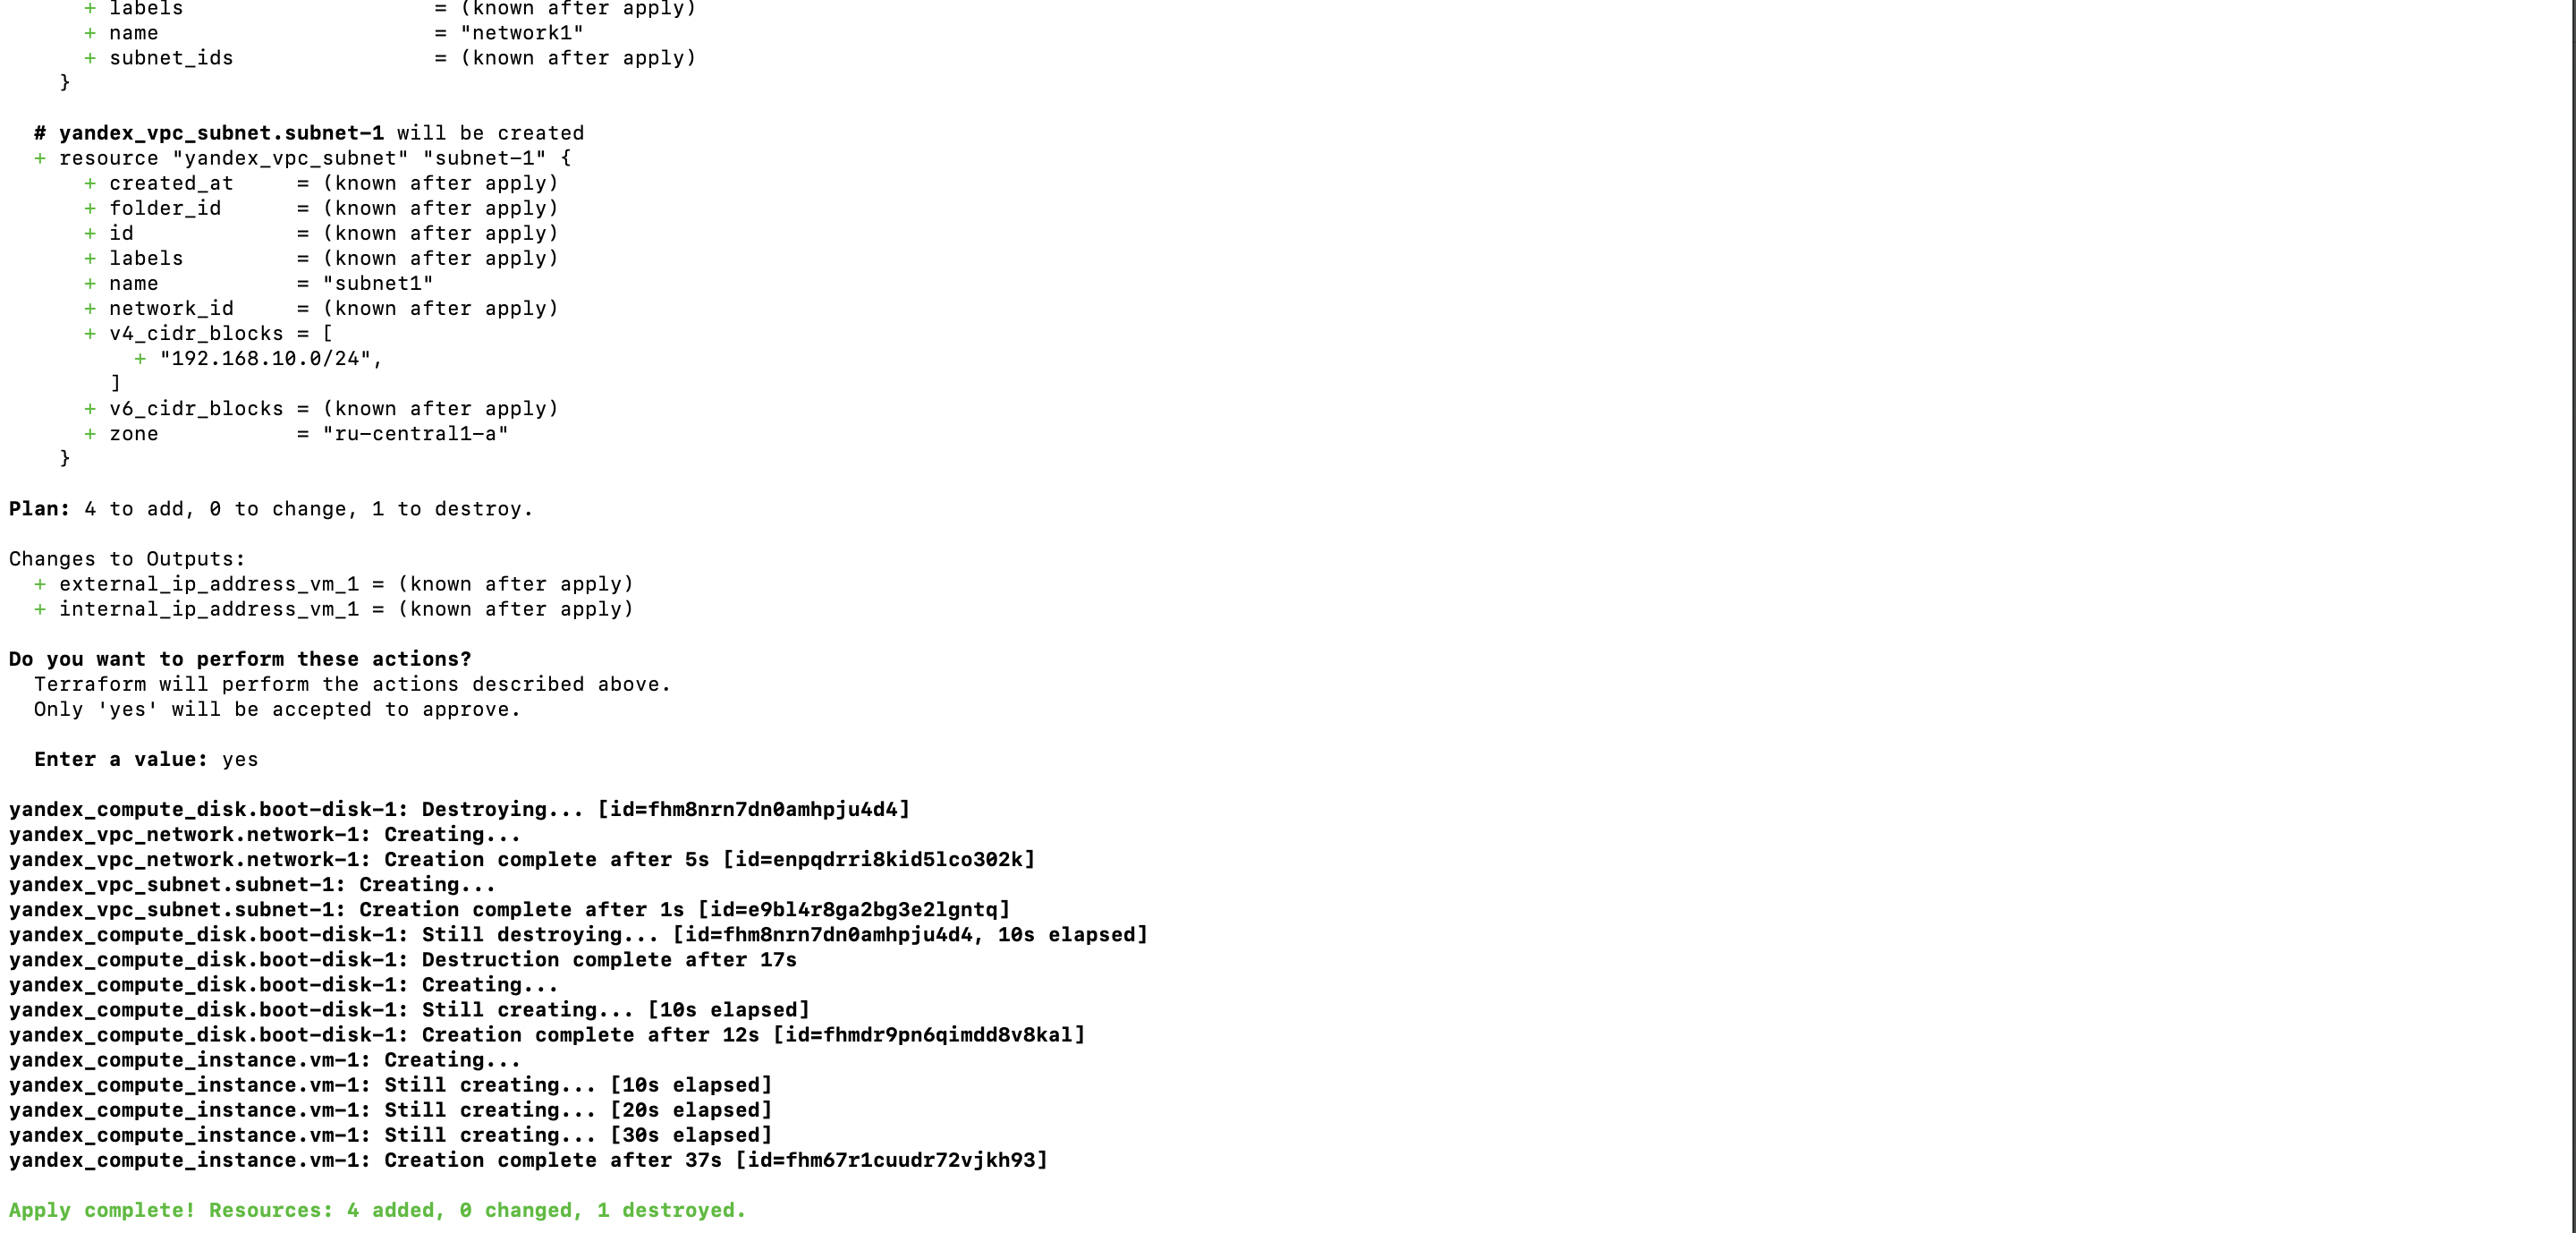 + labels = (known after apply)
+ name = "network1"
+ subnet_ids = (known after apply)
}
# yandex_vpc_subnet.subnet-1 will be created
+ resource "yandex_vpc_subnet" "subnet-1" {
+ created_at = (known after apply)
+ folder_id = (known after apply)
+ id = (known after apply)
+ labels = (known after apply)
+ name = "subnet1"
+ network_id = (known after apply)
+ v4_cidr_blocks = [
+ "192.168.10.0/24",
]
+ v6_cidr_blocks = (known after apply)
+ zone = "ru-central1-a"
}
Plan: 4 to add, 0 to change, 1 to destroy.
Changes to Outputs:
+ external_ip_address_vm_1 = (known after apply)
+ internal_ip_address_vm_1 = (known after apply)
Do you want to perform these actions?
Terraform will perform the actions described above.
Only 'yes' will be accepted to approve.
Enter a value: yes
yandex_compute_disk.boot-disk-1: Destroying... [id=fhm8nrn7dn0amhpju4d4]
yandex_vpc_network.network-1: Creating...
yandex_vpc_network.network-1: Creation complete after 5s [id=enpqdrri8kid5lco302k]
yandex_vpc_subnet.subnet-1: Creating...
yandex_vpc_subnet.subnet-1: Creation complete after 1s [id=e9bl4r8ga2bg3e2lgntq]
yandex_compute_disk.boot-disk-1: Still destroying... [id=fhm8nrn7dn0amhpju4d4, 10s elapsed]
yandex_compute_disk.boot-disk-1: Destruction complete after 17s
yandex_compute_disk.boot-disk-1: Creating...
yandex_compute_disk.boot-disk-1: Still creating... [10s elapsed]
yandex_compute_disk.boot-disk-1: Creation complete after 12s [id=fhmdr9pn6qimdd8v8kal]
yandex_compute_instance.vm-1: Creating...
yandex_compute_instance.vm-1: Still creating... [10s elapsed]
yandex_compute_instance.vm-1: Still creating... [20s elapsed]
yandex_compute_instance.vm-1: Still creating... [30s elapsed]
yandex_compute_instance.vm-1: Creation complete after 37s [id=fhm67r1cuudr72vjkh93]
Apply complete! Resources: 4 added, 0 changed, 1 destroyed.